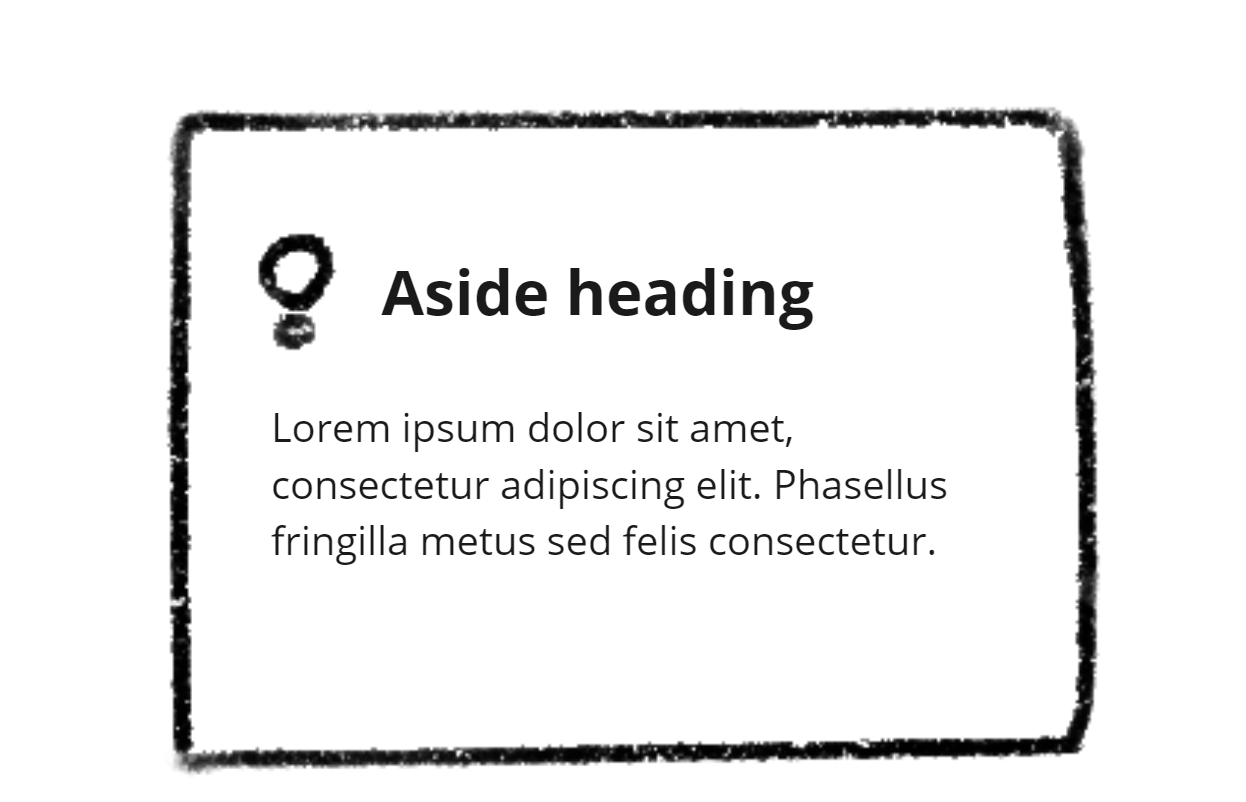 Aside heading
Lorem ipsum dolor sit amet,
consectetur adipiscing elit. Phasellus
fringilla metus sed felis consectetur.